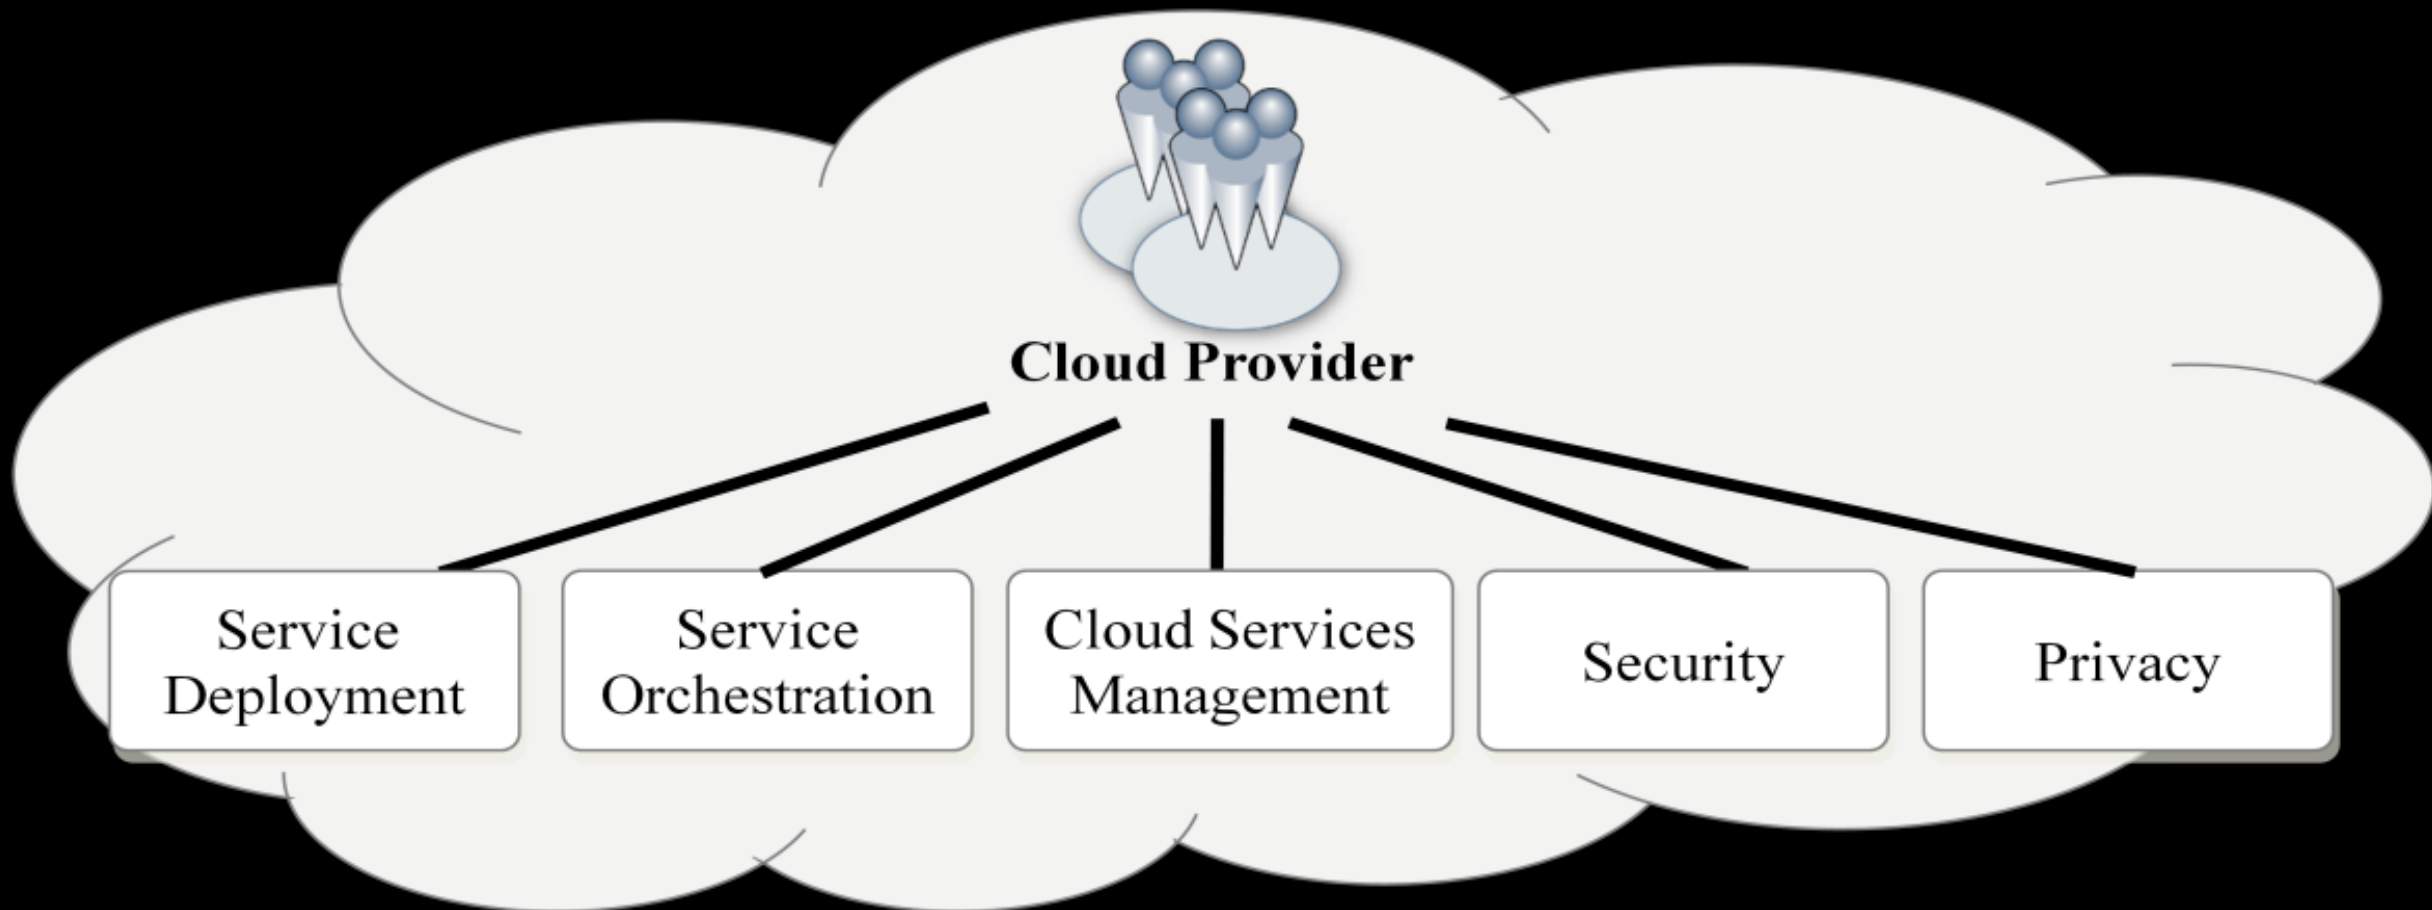 Cloud Provider
Service
Deployment
Service
Orchestration
Cloud Services
Management
Security
Privacy